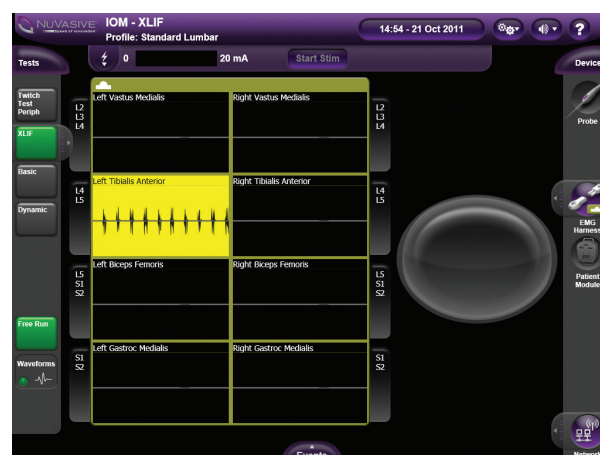 NUVASIVE
Speed of Innovation
IOM - XLIF
Profile: Standard Lumbar
14:54 - 21 Oct 2011
?
Tests
0
20 mA
Start Stim
Device
Twitch
Test
Periph
XLIF
Basic
Dynamic
Free Run
Waveforms
L2
L3
L4
Left Vastus Medialis
Right Vastus Medialis
L2
L3
L4
L4
L5
Left Tibialis Anterior
Right Tibialis Anterior
L4
L5
L5
S1
S2
Left Biceps Femoris
Right Biceps Femoris
L5
S1
S2
S1
S2
Left Gastroc Medialis
Right Gastroc Medialis
S1
S2
Probe
EMG
Harness
Patient
Module
Network
Events